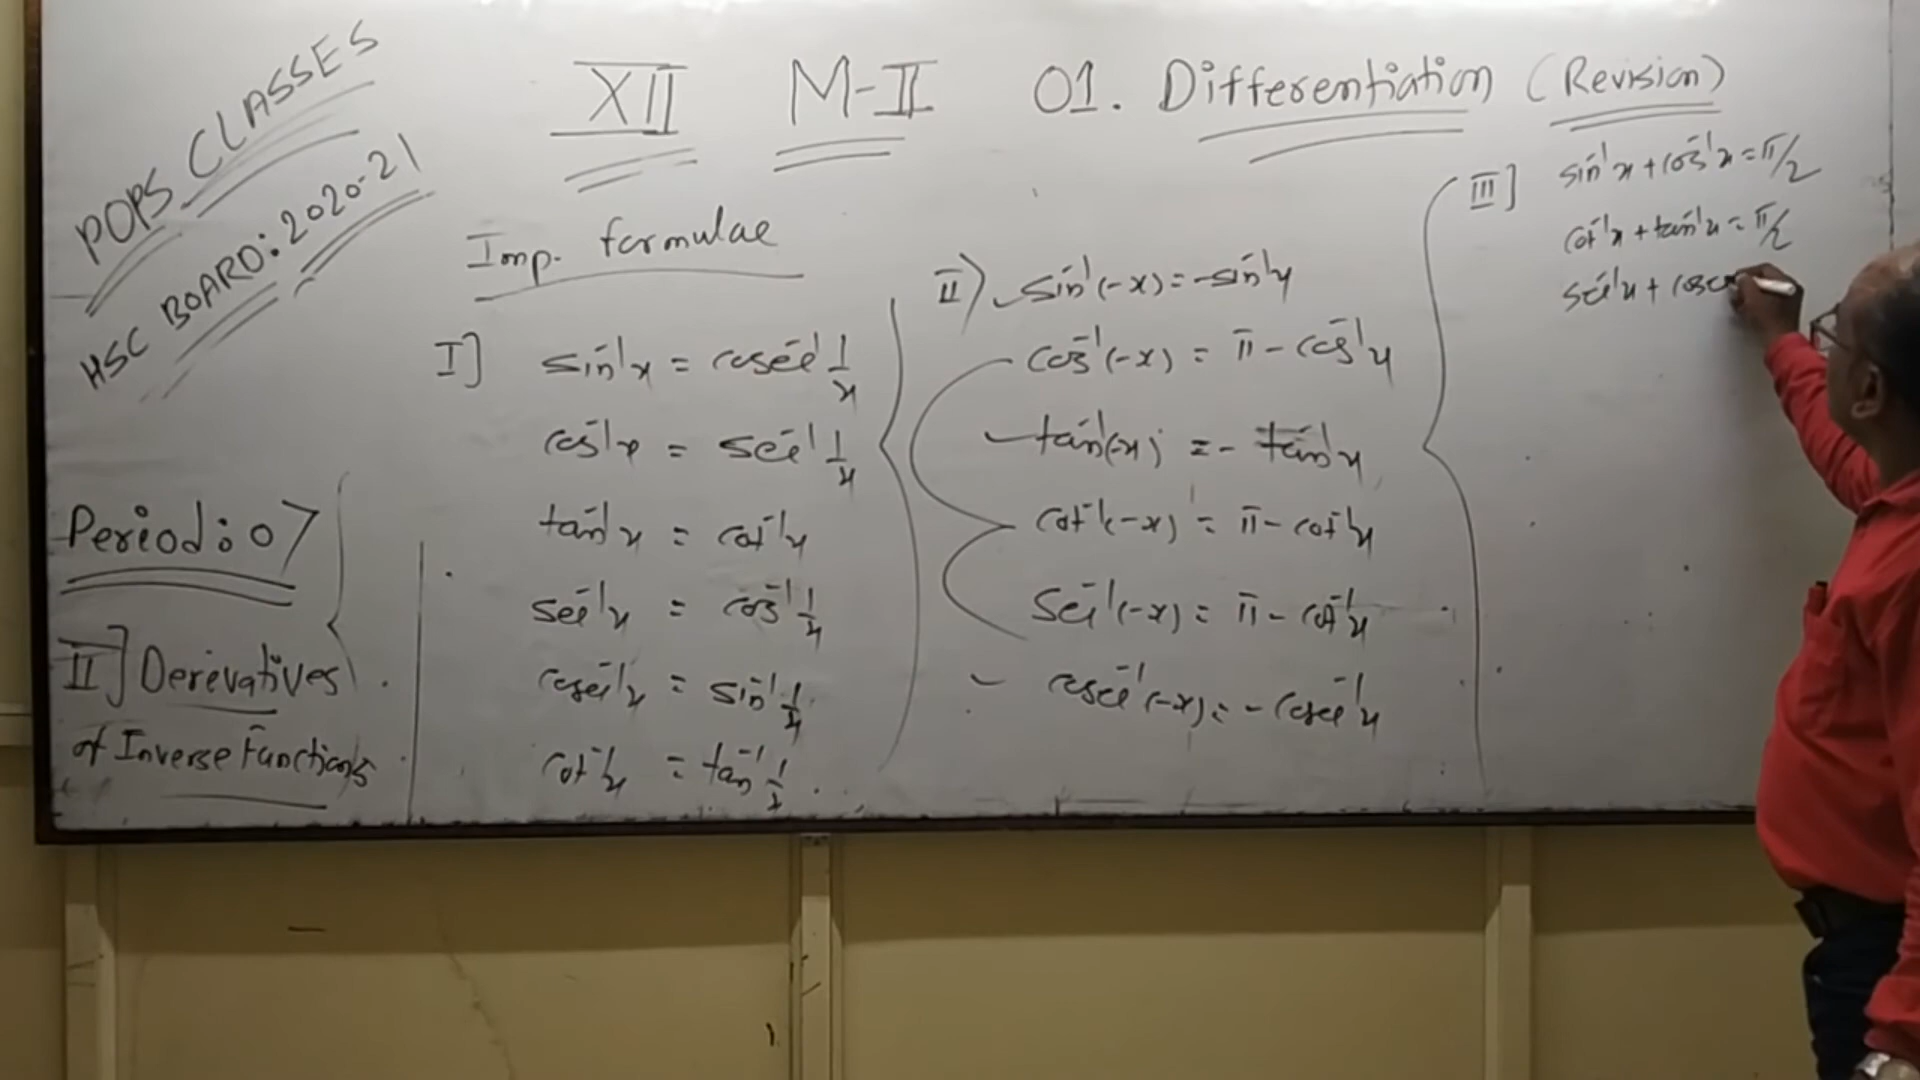 POPS CLASSES
HSC BOARD: 2020-21
XII M-II 01. Differentiation (Revision)
Imp. formulae
I] sin⁻¹x = cosec⁻¹ 1/x
cos⁻¹x = sec⁻¹ 1/x
tan⁻¹x = cot⁻¹x
sec⁻¹x = cos⁻¹ 1/x
cosec⁻¹x = sin⁻¹ 1/x
cot⁻¹x = tan⁻¹ 1/x
II) sin⁻¹(-x) = -sin⁻¹x
cos⁻¹(-x) = π - cos⁻¹x
tan⁻¹(-x) = - tan⁻¹x
cot⁻¹(-x) = π - cot⁻¹x
sec⁻¹(-x) = π - cot⁻¹x
cosec⁻¹(-x) = - cosec⁻¹x
III] sin⁻¹x + cos⁻¹x = π/2
cot⁻¹x + tan⁻¹x = π/2
sec⁻¹x + cosec
Period: 07
II] Derevatives
of Inverse Functions